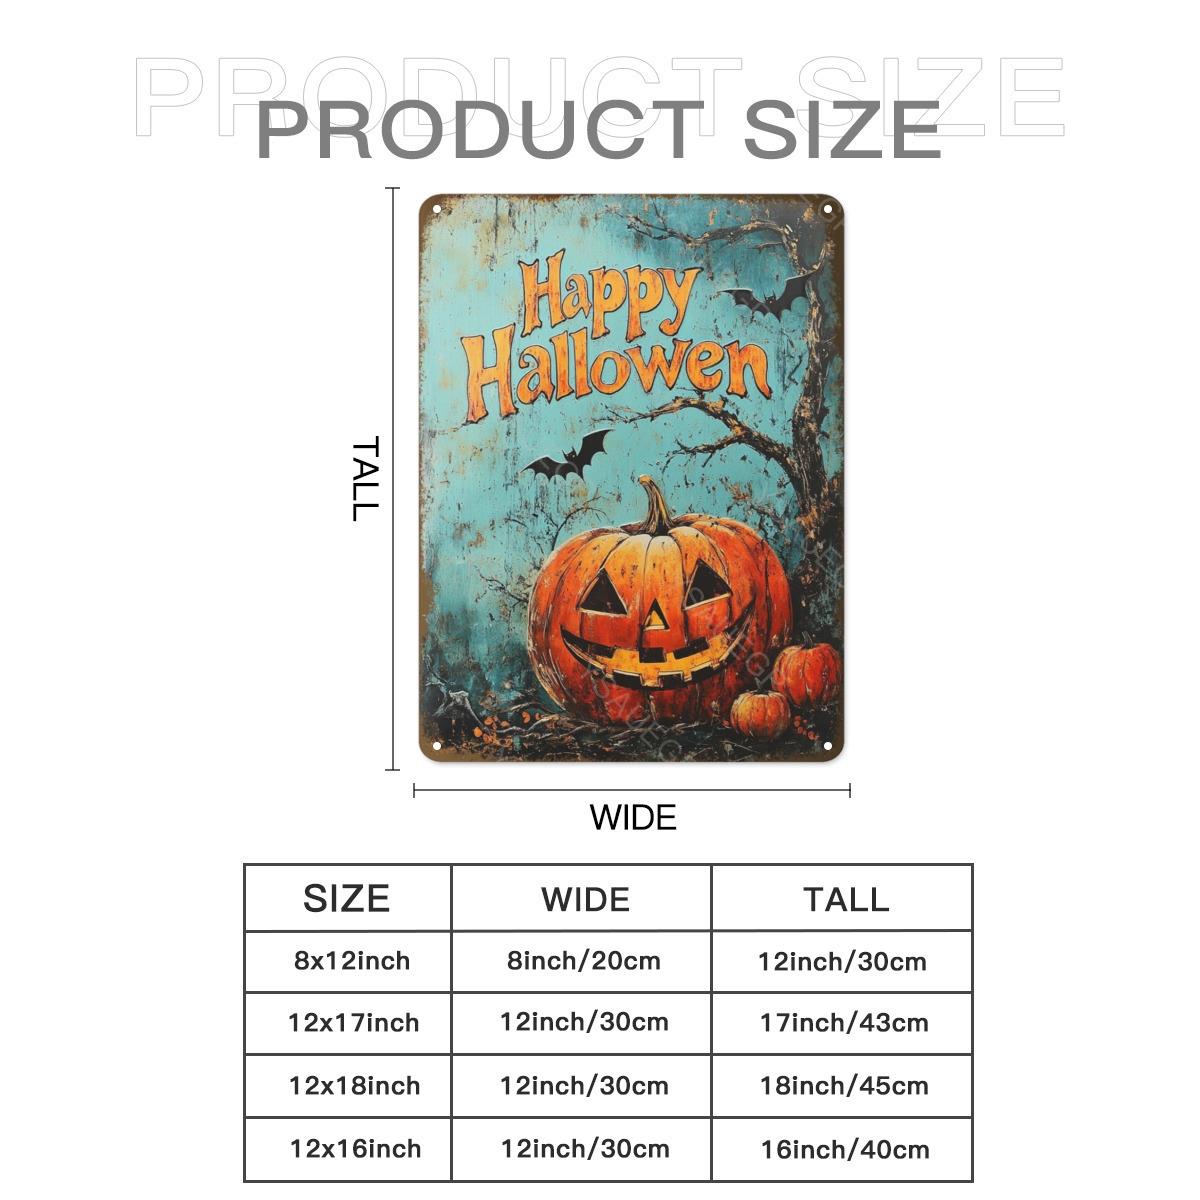 PRODUCT SIZE
PRODUCT SIZE
Happy
Hallowen
TALL
WIDE
SIZE WIDE TALL
8x12inch 8inch/20cm 12inch/30cm
12x17inch 12inch/30cm 17inch/43cm
12x18inch 12inch/30cm 18inch/45cm
12x16inch 12inch/30cm 16inch/40cm